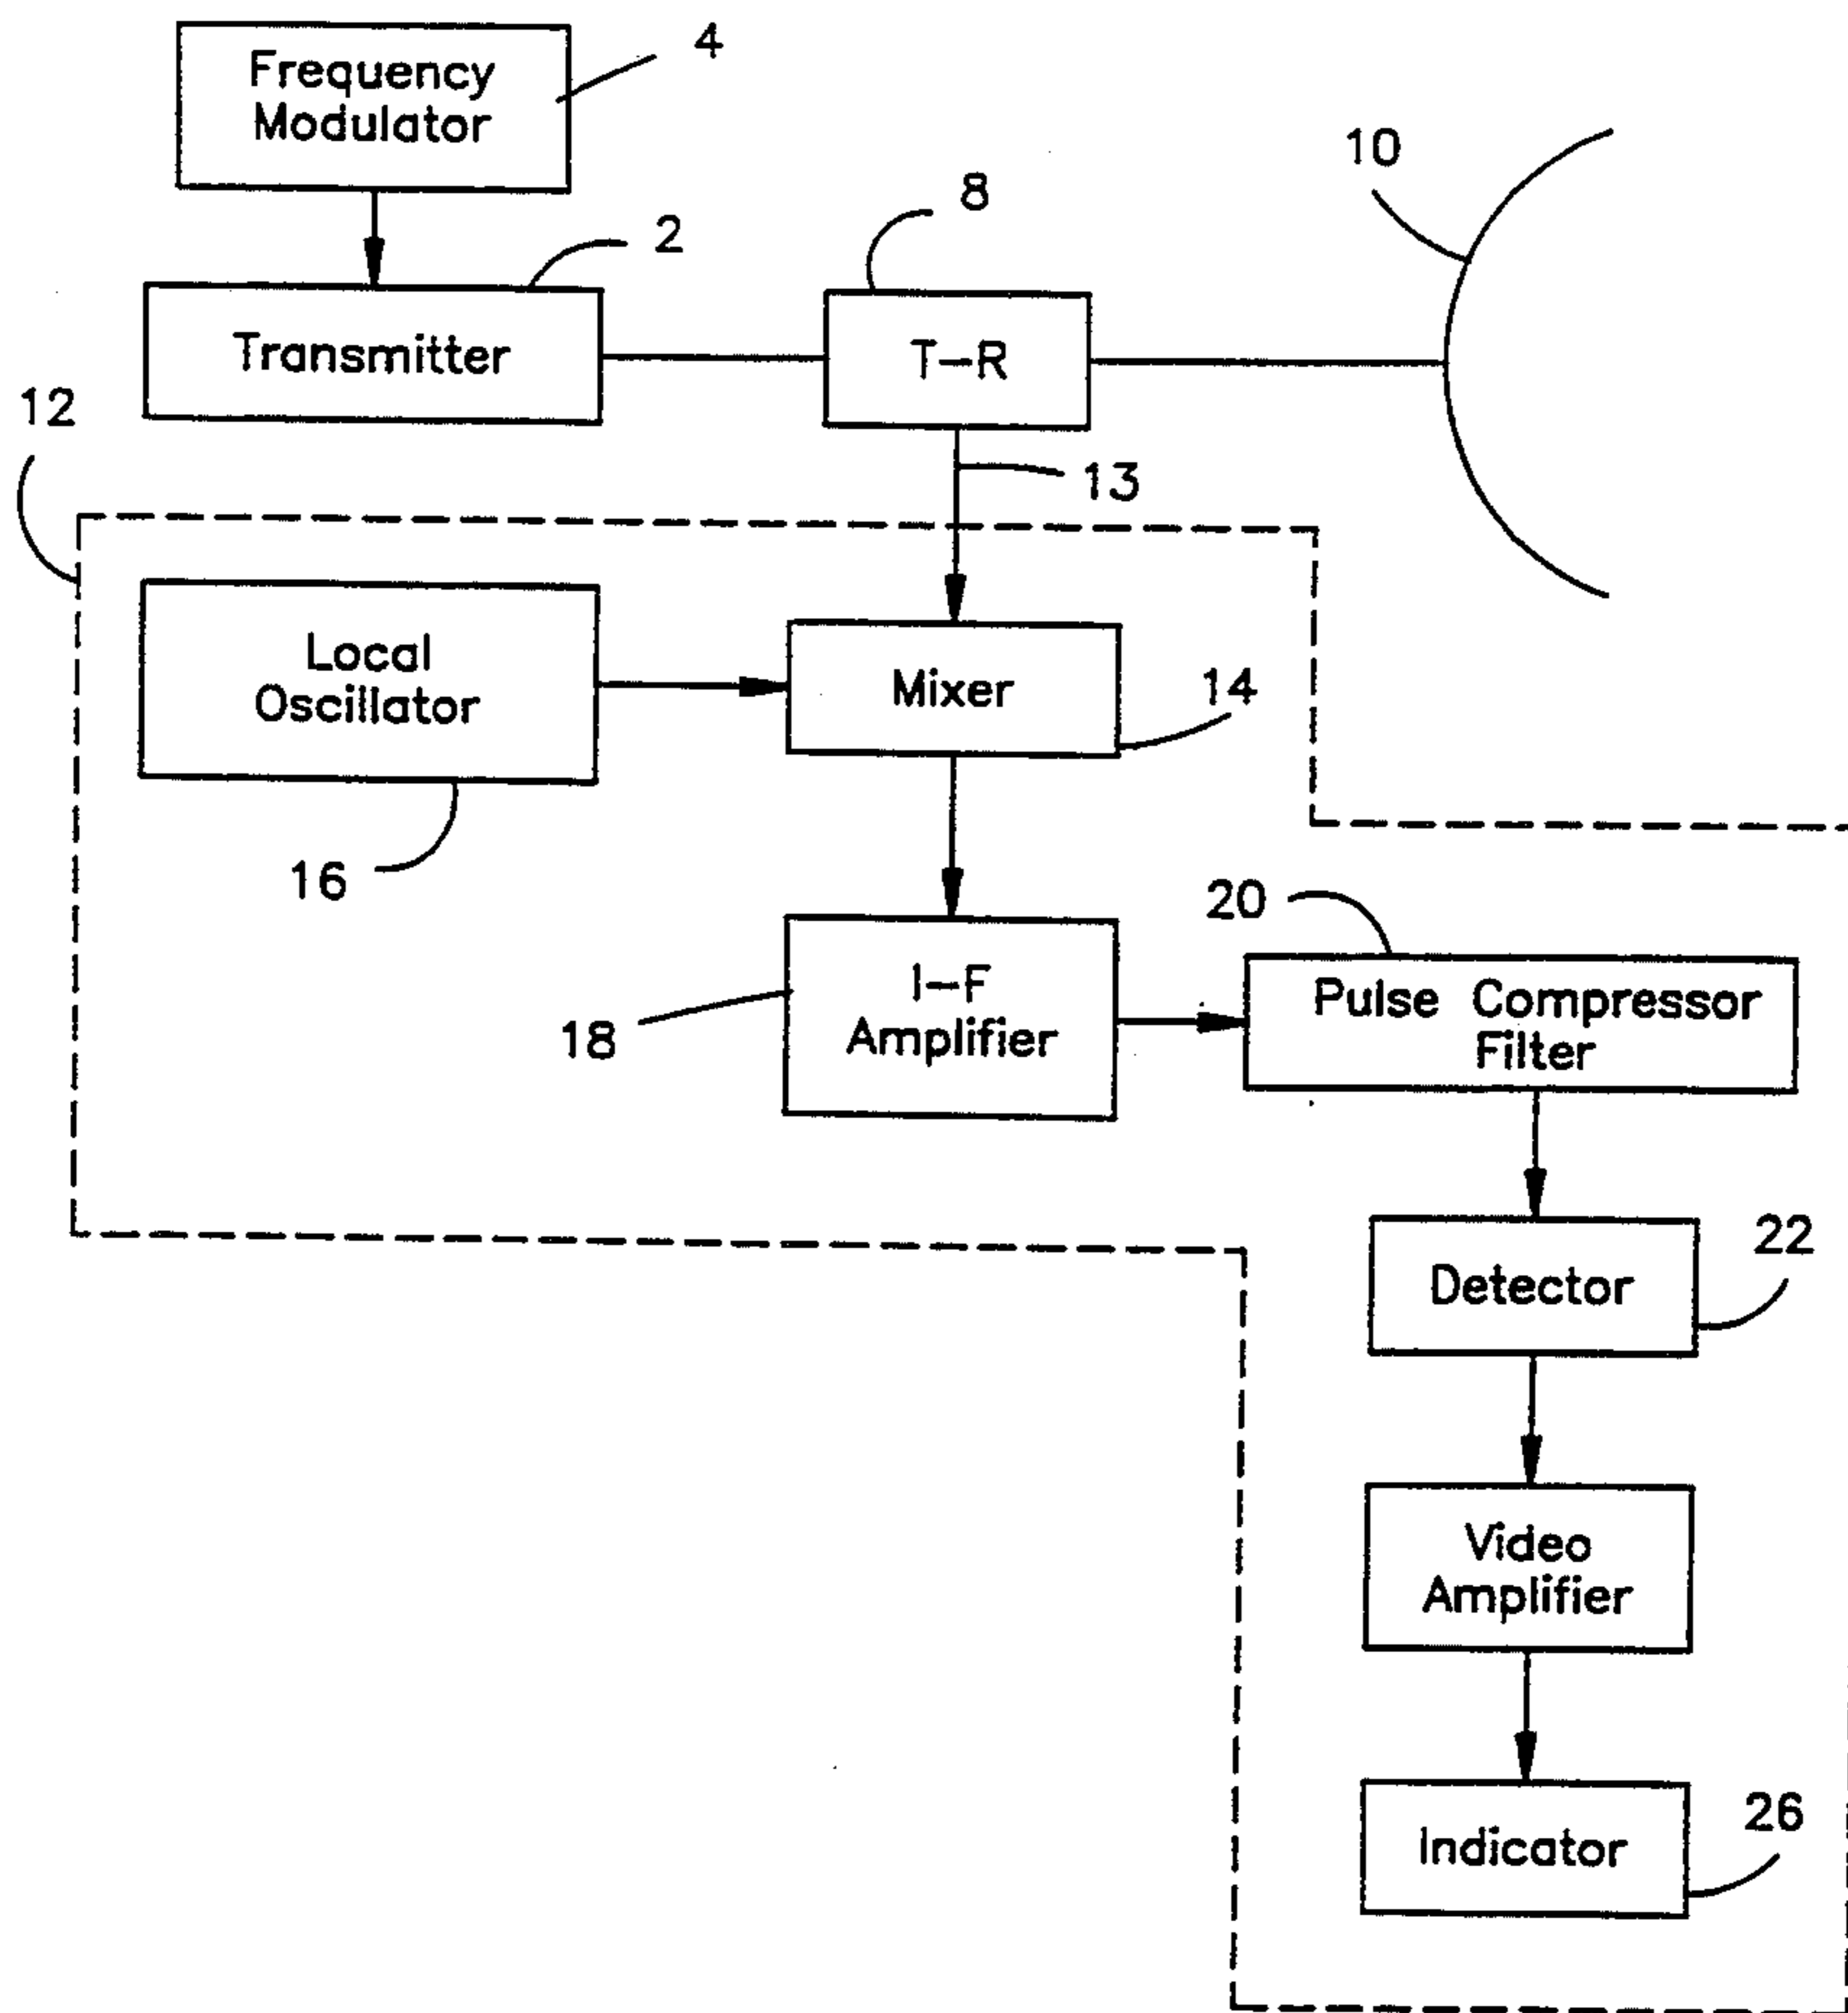 4
Frequency
Modulator
2
8
10
Transmitter
T-R
12
13
Local
Oscillator
Mixer
14
16
20
I-F
Amplifier
18
Pulse Compressor
Filter
22
Detector
Video
Amplifier
26
Indicator